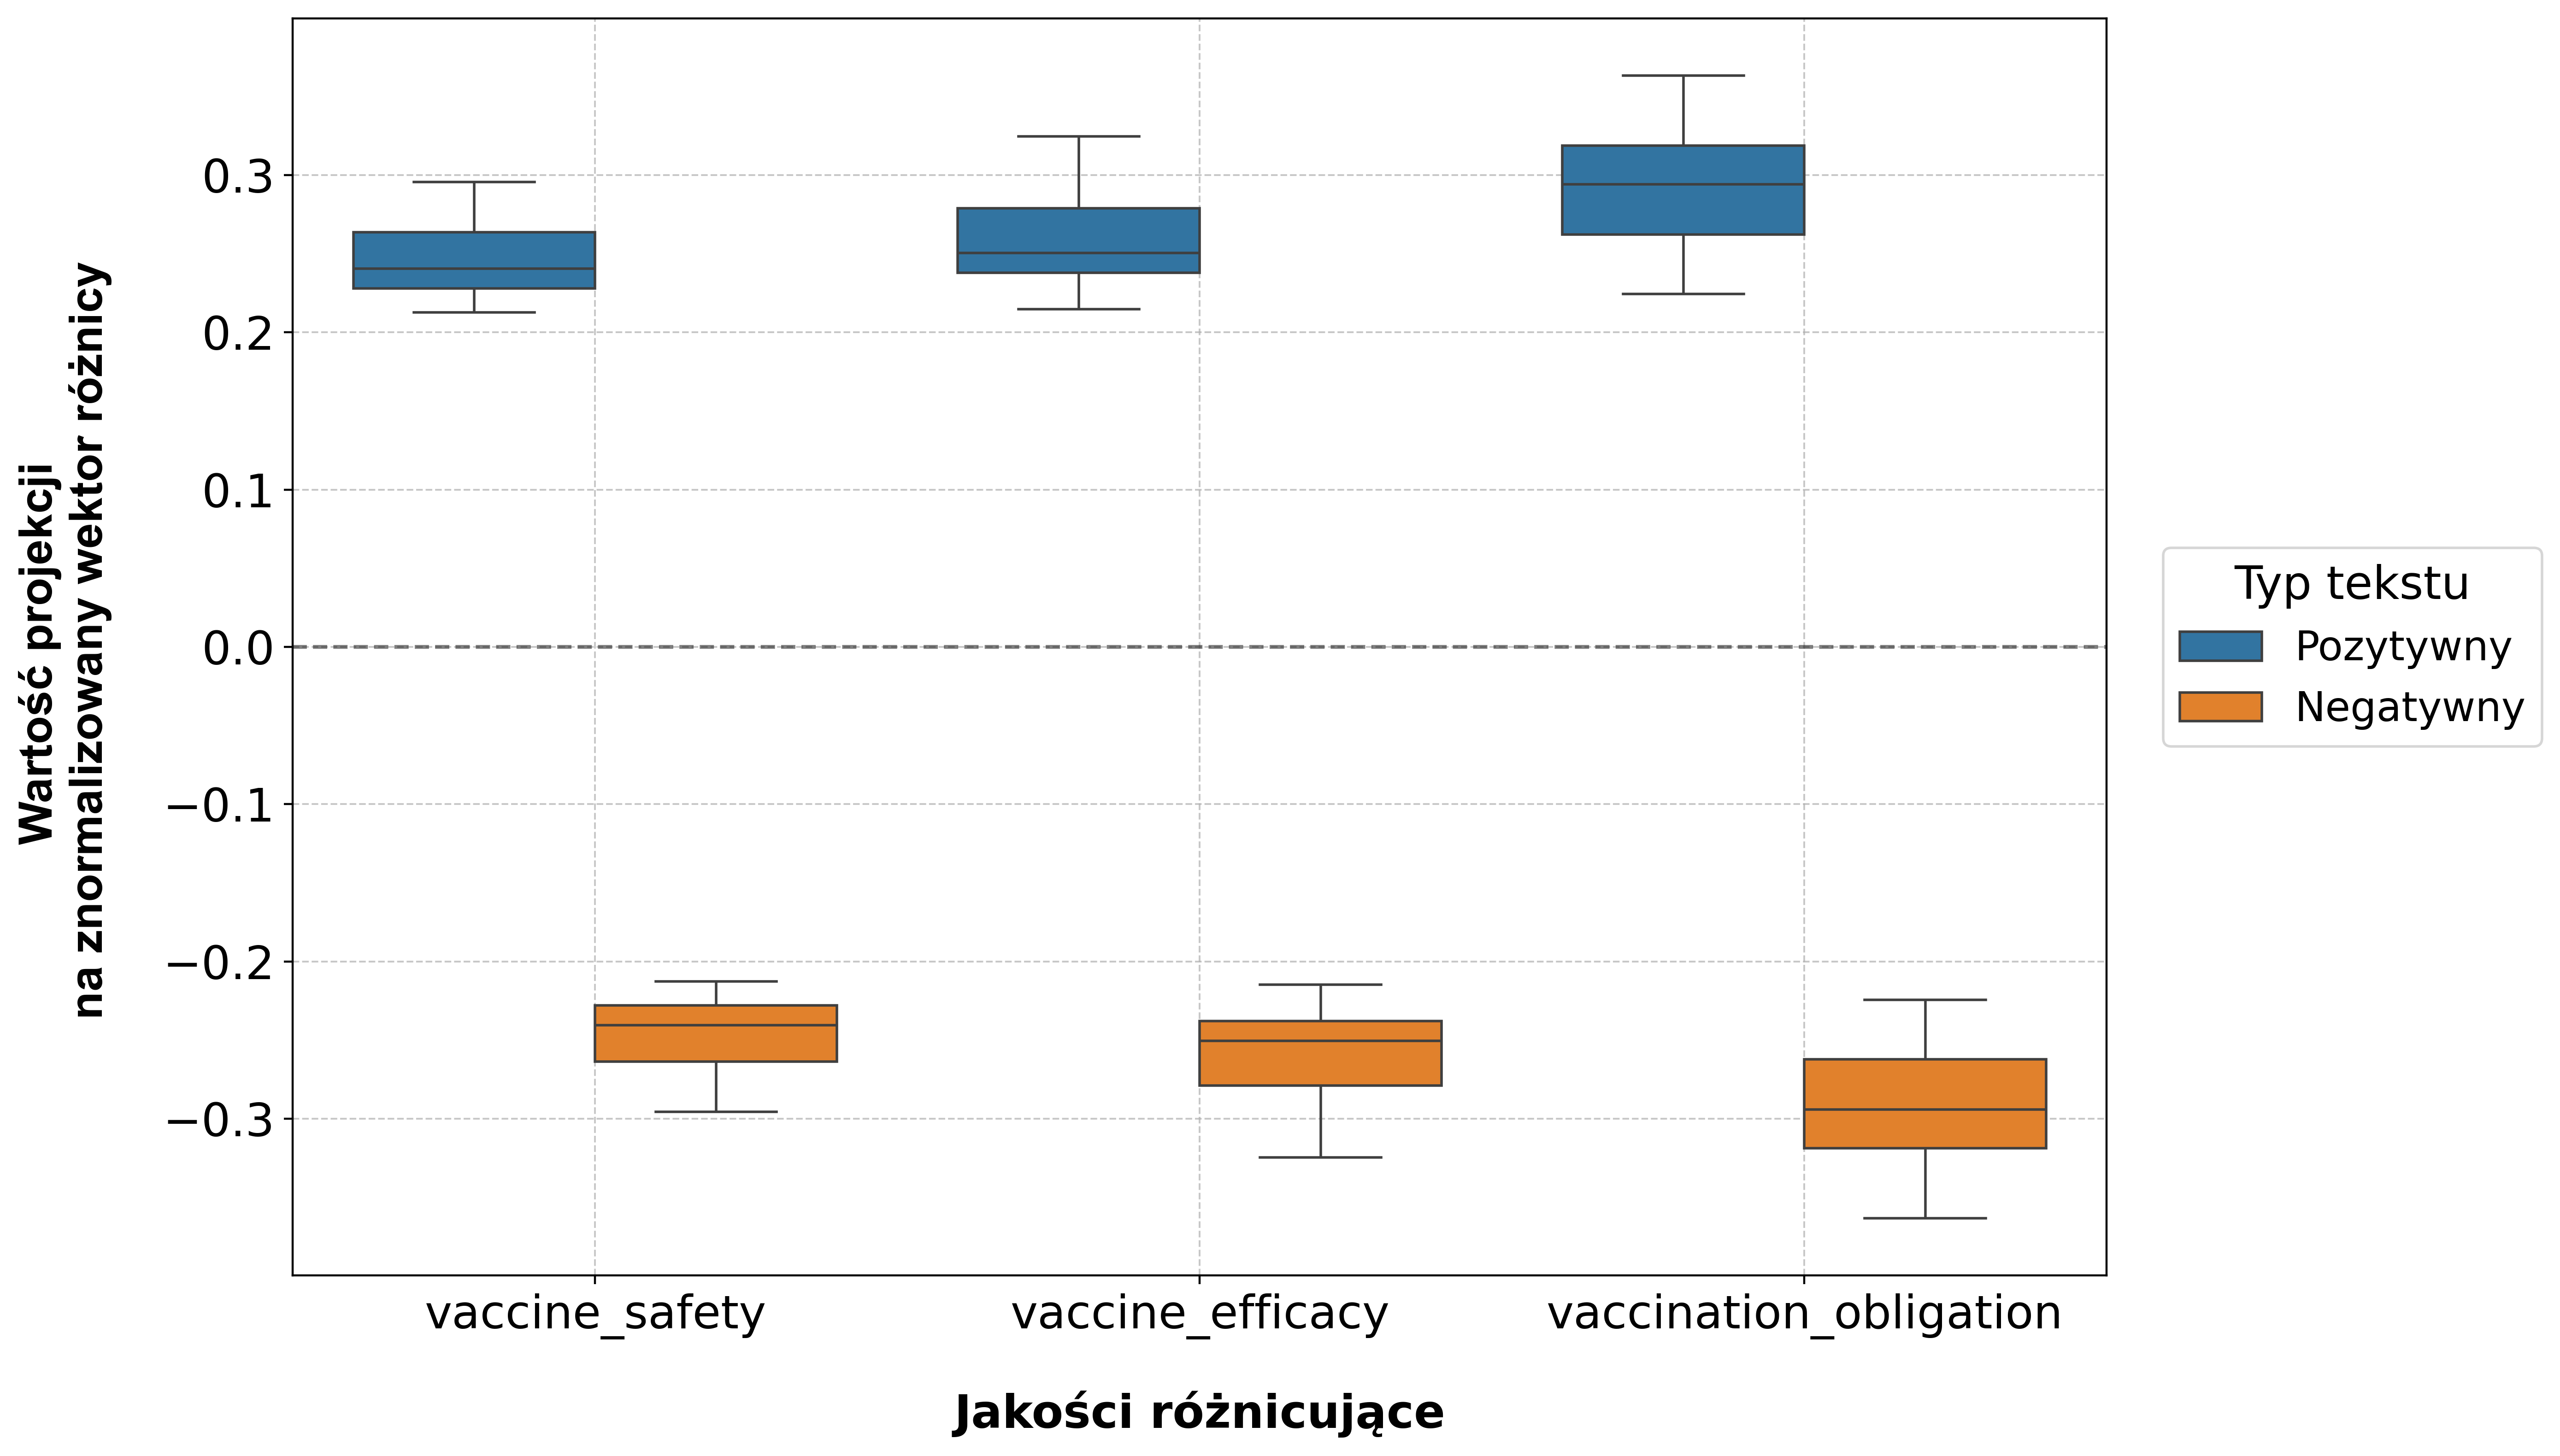 Wartość projekcji
na znormalizowany wektor różnicy
0.3
0.2
0.1
0.0
−0.1
−0.2
−0.3
vaccine_safety
vaccine_efficacy
vaccination_obligation
Jakości różnicujące
Typ tekstu
Pozytywny
Negatywny